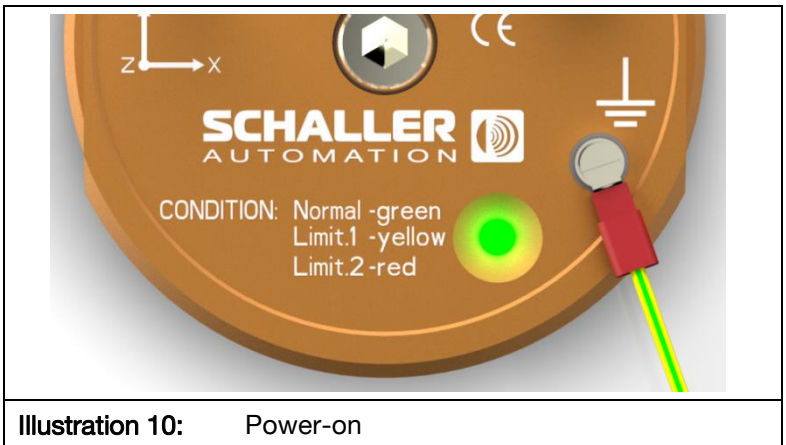 CE
Z X
SCHALLER
AUTOMATION
CONDITION: Normal -green
Limit.1 -yellow
Limit.2 -red
Illustration 10: Power-on